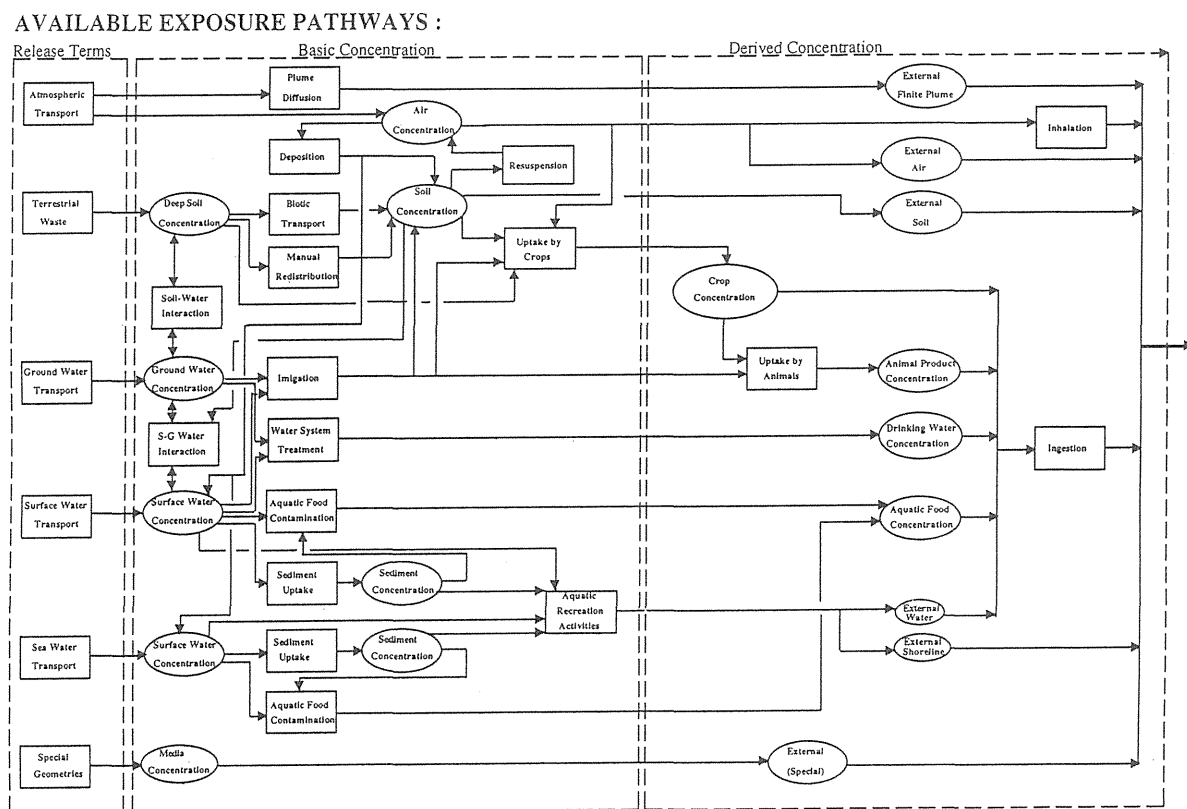 AVAILABLE EXPOSURE PATHWAYS :
Release Terms
Basic Concentration
Derived Concentration
Atmospheric
Transport
Plume
Diffusion
External
Finite Plume
Air
Concentration
Inhalation
Deposition
Resuspension
External
Air
Terrestrial
Waste
Deep Soil
Concentration
Biotic
Transport
Soil
Concentration
External
Soil
Manual
Redistribution
Uptake by
Crops
Crop
Concentration
Soil-Water
Interaction
Ground Water
Transport
Ground Water
Concentration
Imigation
Uptake by
Animals
Animal Product
Concentration
S-G Water
Interaction
Water System
Treatment
Drinking Water
Concentration
Ingestion
Surface Water
Transport
Surface Water
Concentration
Aquatic Food
Contamination
Aquatic Food
Concentration
Sediment
Uptake
Sediment
Concentration
Aquatic
Recreation
Activities
External
Water
Sea Water
Transport
Surface Water
Concentration
Sediment
Uptake
Sediment
Concentration
External
Shoreline
Aquatic Food
Contamination
Special
Geometries
Media
Concentration
External
(Special)